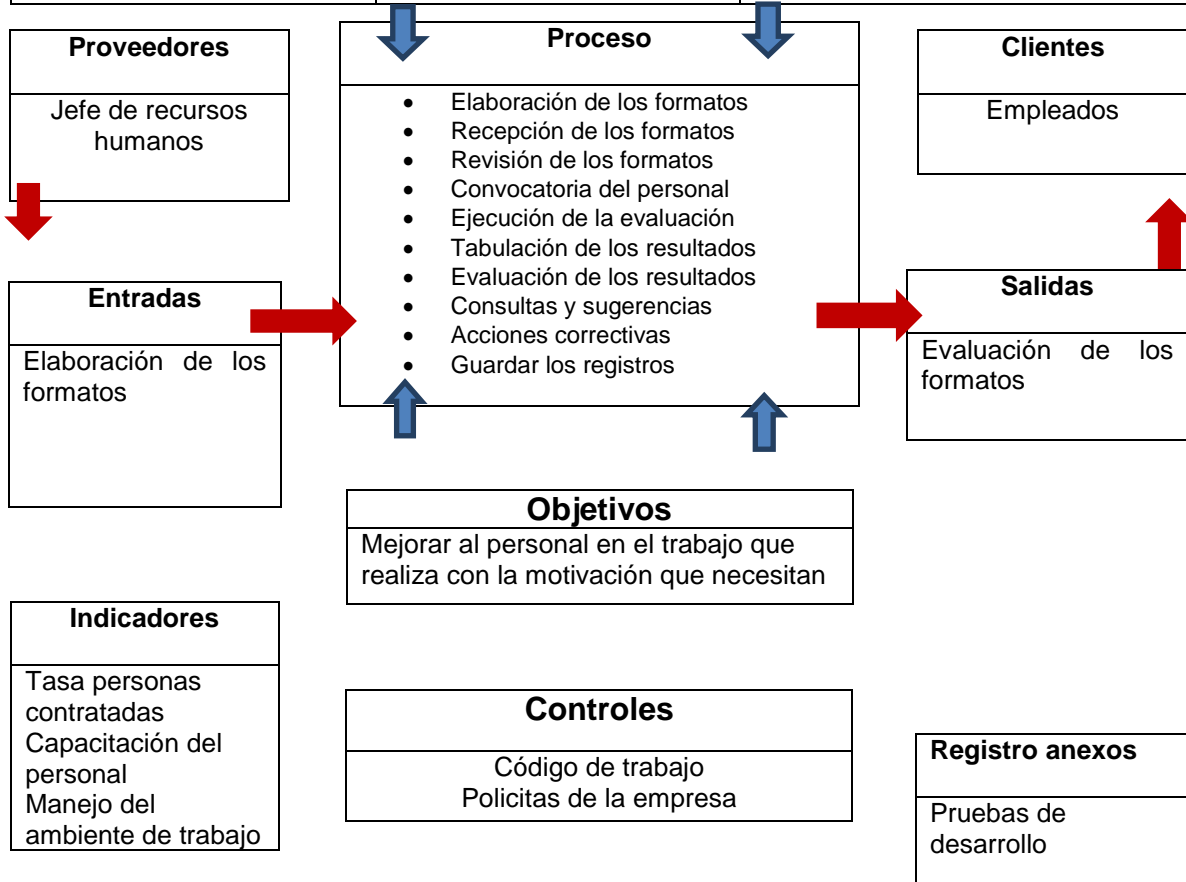 Proveedores
Jefe de recursos
humanos
Proceso
• Elaboración de los formatos
• Recepción de los formatos
• Revisión de los formatos
• Convocatoria del personal
• Ejecución de la evaluación
• Tabulación de los resultados
• Evaluación de los resultados
• Consultas y sugerencias
• Acciones correctivas
• Guardar los registros
Clientes
Empleados
Entradas
Elaboración de los
formatos
Salidas
Evaluación de los
formatos
Objetivos
Mejorar al personal en el trabajo que
realiza con la motivación que necesitan
Indicadores
Tasa personas
contratadas
Capacitación del
personal
Manejo del
ambiente de trabajo
Controles
Código de trabajo
Policitas de la empresa
Registro anexos
Pruebas de
desarrollo